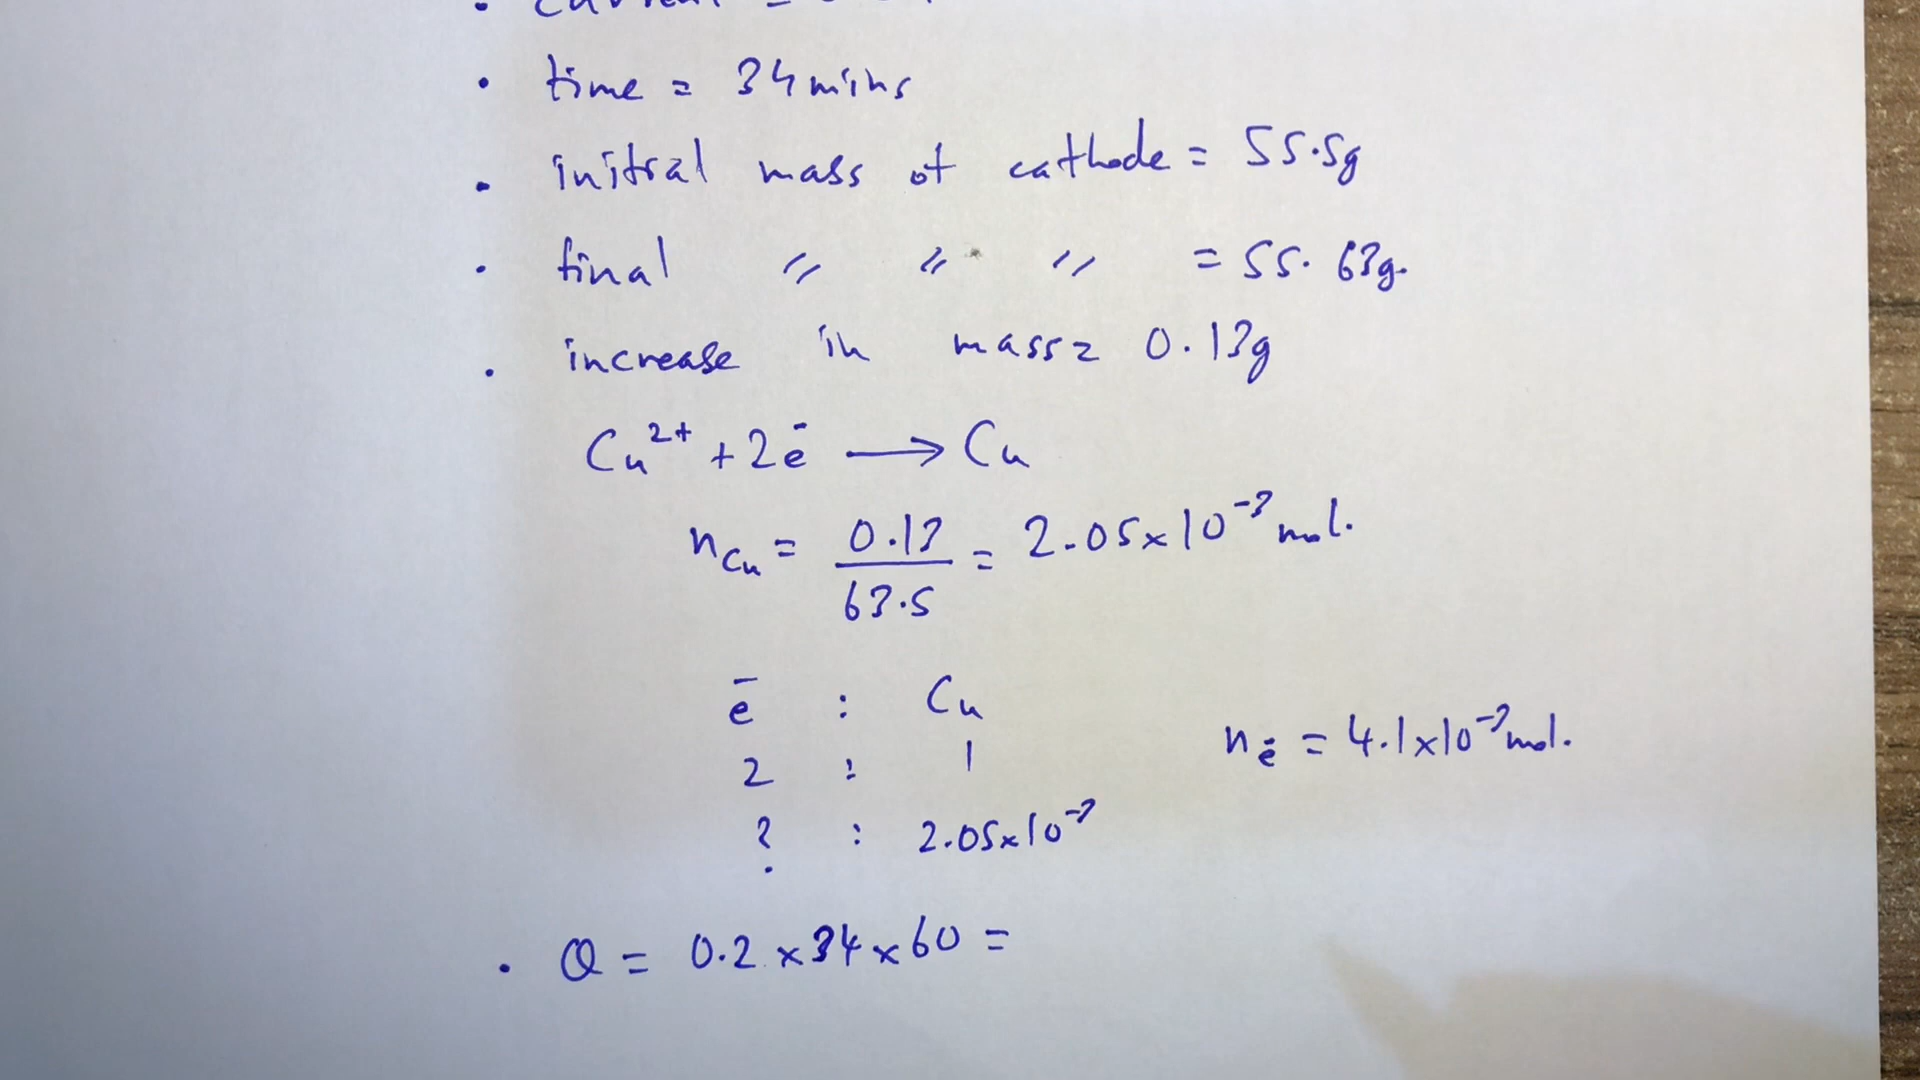 • time = 34 mins
• initial mass of cathode = 55.5g
• final " " " = 55.63g.
• increase in mass = 0.13g
Cu²⁺ + 2e⁻ ⟶ Cu
n_Cu = 0.13 / 63.5 = 2.05 x 10⁻³ mol.
e⁻ : Cu
2 : 1
n_e⁻ = 4.1 x 10⁻³ mol.
? : 2.05 x 10⁻³
• Q = 0.2 x 34 x 60 =